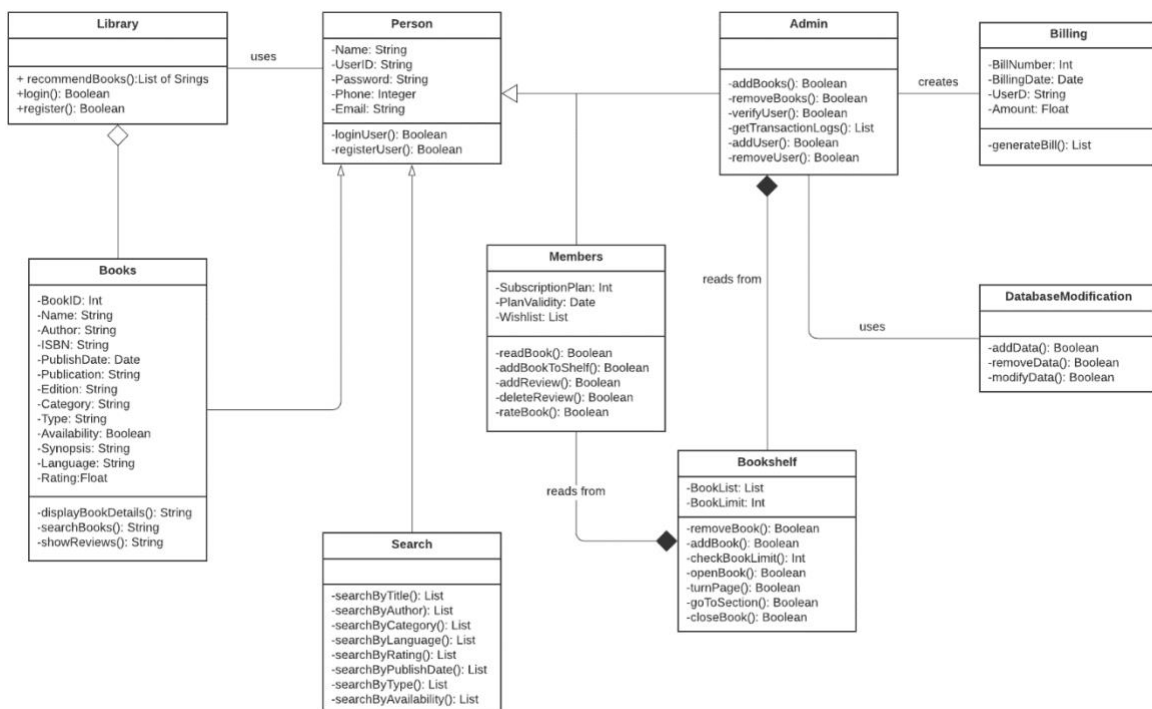 Library
+ recommendBooks():List of Srings
+login(): Boolean
+register(): Boolean
uses
Person
-Name: String
-UserID: String
-Password: String
-Phone: Integer
-Email: String
-loginUser(): Boolean
-registerUser(): Boolean
Admin
-addBooks(): Boolean
-removeBooks(): Boolean
-verifyUser(): Boolean
-getTransactionLogs(): List
-addUser(): Boolean
-removeUser(): Boolean
creates
Billing
-BillNumber: Int
-BillingDate: Date
-UserD: String
-Amount: Float
-generateBill(): List
Books
-BookID: Int
-Name: String
-Author: String
-ISBN: String
-PublishDate: Date
-Publication: String
-Edition: String
-Category: String
-Type: String
-Availability: Boolean
-Synopsis: String
-Language: String
-Rating:Float
-displayBookDetails(): String
-searchBooks(): String
-showReviews(): String
Members
-SubscriptionPlan: Int
-PlanValidity: Date
-Wishlist: List
-readBook(): Boolean
-addBookToShelf(): Boolean
-addReview(): Boolean
-deleteReview(): Boolean
-rateBook(): Boolean
reads from
uses
DatabaseModification
-addData(): Boolean
-removeData(): Boolean
-modifyData(): Boolean
reads from
Bookshelf
-BookList: List
-BookLimit: Int
-removeBook(): Boolean
-addBook(): Boolean
-checkBookLimit(): Int
-openBook(): Boolean
-turnPage(): Boolean
-goToSection(): Boolean
-closeBook(): Boolean
Search
-searchByTitle(): List
-searchByAuthor): List
-searchByCategory(): List
-searchByLanguage(): List
-searchByRating(): List
-searchByPublishDate(): List
-searchByType(): List
-searchByAvailability(): List